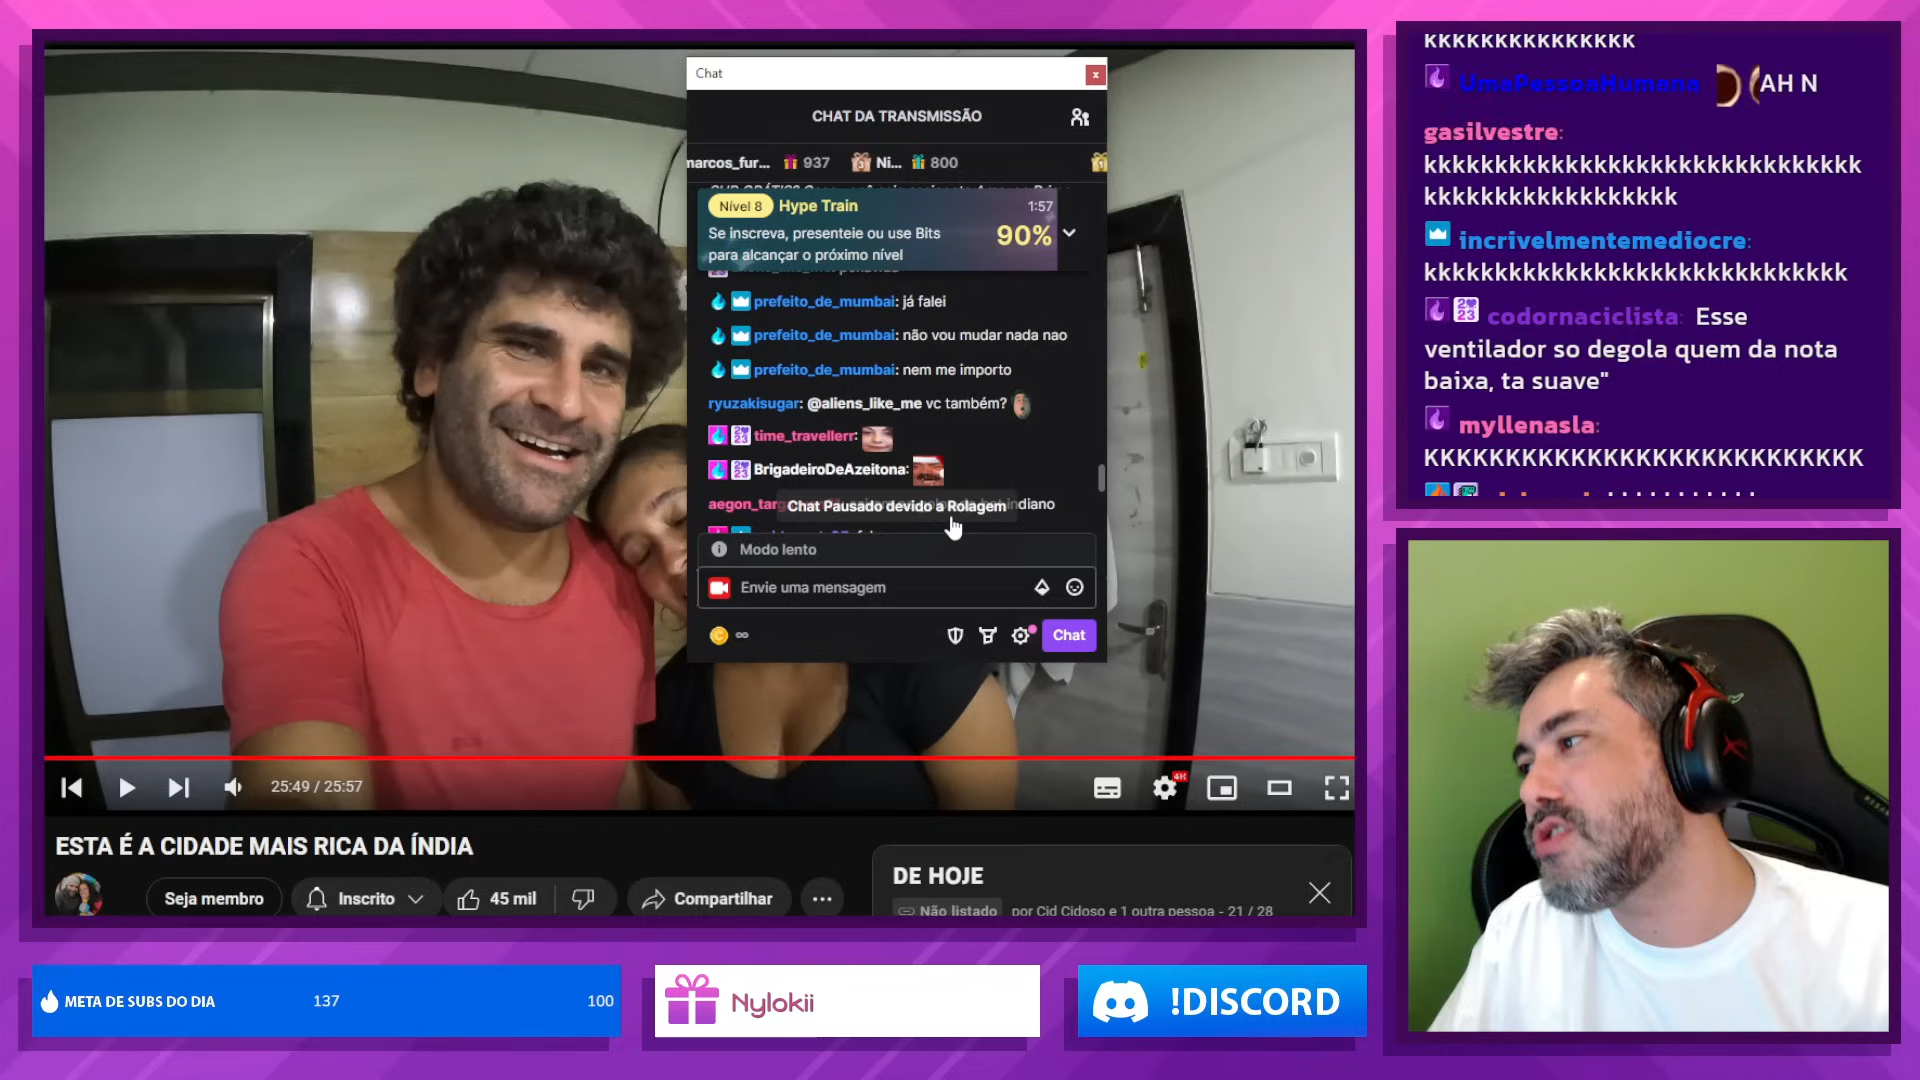 Chat
x
CHAT DA TRANSMISSÃO
marcos_fur... 937 Ni... 800
Nível 8 Hype Train 1:57
Se inscreva, presenteie ou use Bits
para alcançar o próximo nível
90%
prefeito_de_mumbai: já falei
prefeito_de_mumbai: não vou mudar nada nao
prefeito_de_mumbai: nem me importo
ryuzakisugar: @aliens_like_me vc também?
time_travellerr:
BrigadeiroDeAzeitona:
Chat Pausado devido a Rolagem
indiano
Modo lento
Envie uma mensagem
∞
Chat
25:49 / 25:57
ESTA É A CIDADE MAIS RICA DA ÍNDIA
Seja membro
Inscrito
45 mil
Compartilhar
DE HOJE
Não listado por Cid Cidoso e 1 outra pessoa - 21 / 28
META DE SUBS DO DIA 137 100
Nylokii
!DISCORD
kkkkkkkkkkkkkkk
UmaPessoaHumana AH N
gasilvestre:
kkkkkkkkkkkkkkkkkkkkkkkkkkk
kkkkkkkkkkkkkkkkkk
incrivelmentemediocre:
kkkkkkkkkkkkkkkkkkkkkkkkkkkkkk
codornaciclista: Esse
ventilador so degola quem da nota
baixa, ta suave"
myllenasla:
KKKKKKKKKKKKKKKKKKKKKKKKKKK